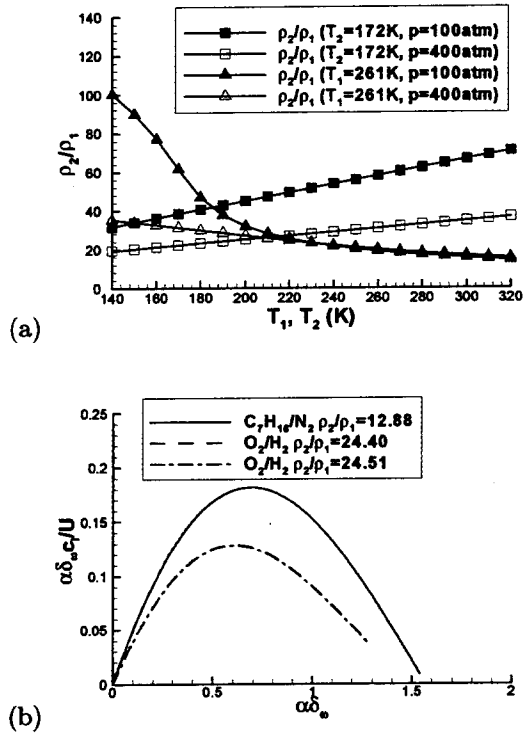 140
120
100
80
60
40
20
0
ρ₂/ρ₁
ρ₂/ρ₁ (T₂=172K, p=100atm)
ρ₂/ρ₁ (T₂=172K, p=400atm)
ρ₂/ρ₁ (T₁=261K, p=100atm)
ρ₂/ρ₁ (T₁=261K, p=400atm)
140 160 180 200 220 240 260 280 300 320
T₁, T₂ (K)
(a)
0.25
0.2
0.15
0.1
0.05
0
αδ_ω c_i/U
C₇H₁₆/N₂ ρ₂/ρ₁=12.88
O₂/H₂ ρ₂/ρ₁=24.40
O₂/H₂ ρ₂/ρ₁=24.51
0 0.5 1 1.5 2
αδ_ω
(b)